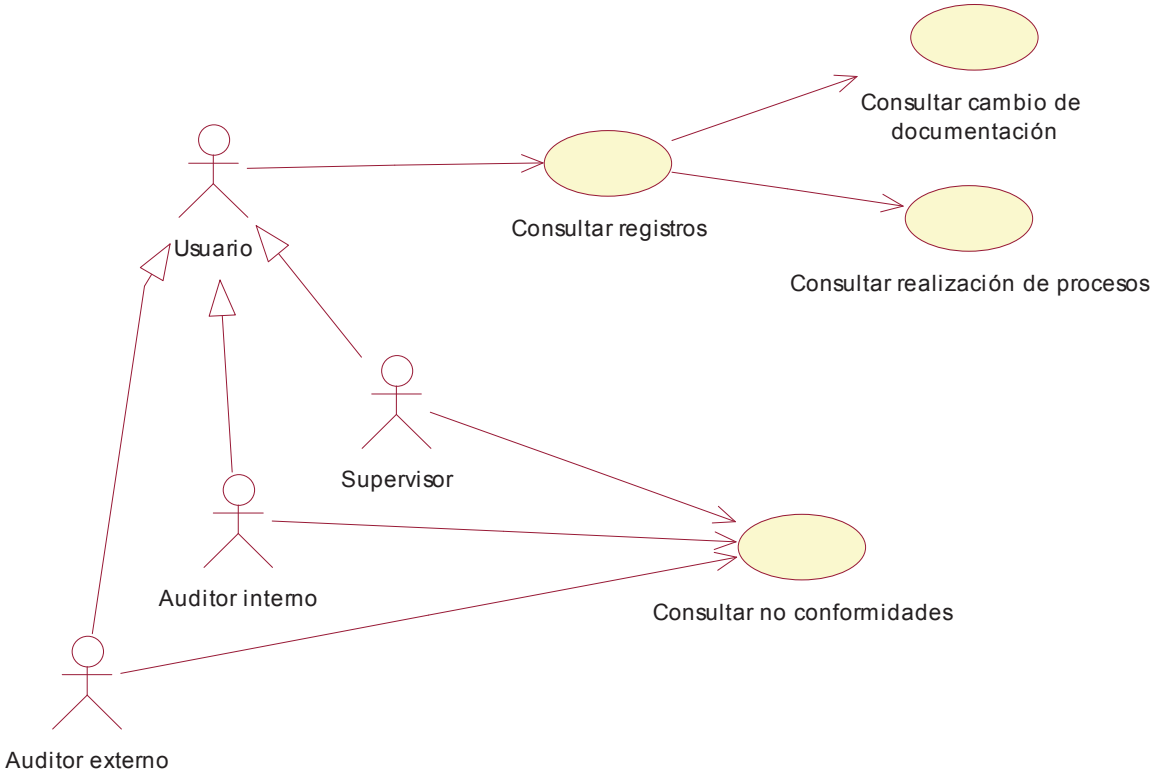 Consultar cambio de
documentación
Usuario
Consultar registros
Consultar realización de procesos
Supervisor
Auditor interno
Consultar no conformidades
Auditor externo